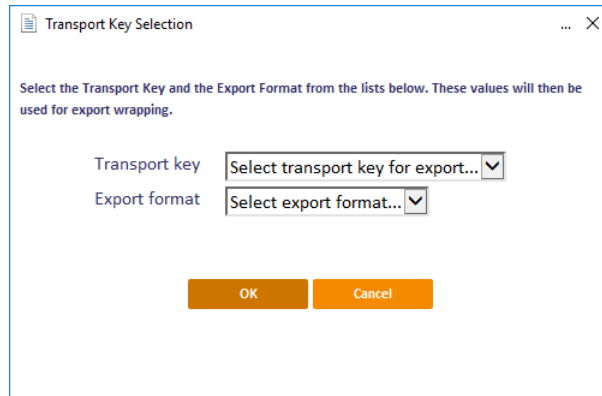 Transport Key Selection ...
Select the Transport Key and the Export Format from the lists below. These values will then be
used for export wrapping.
Transport key Select transport key for export...
Export format Select export format...
OK Cancel